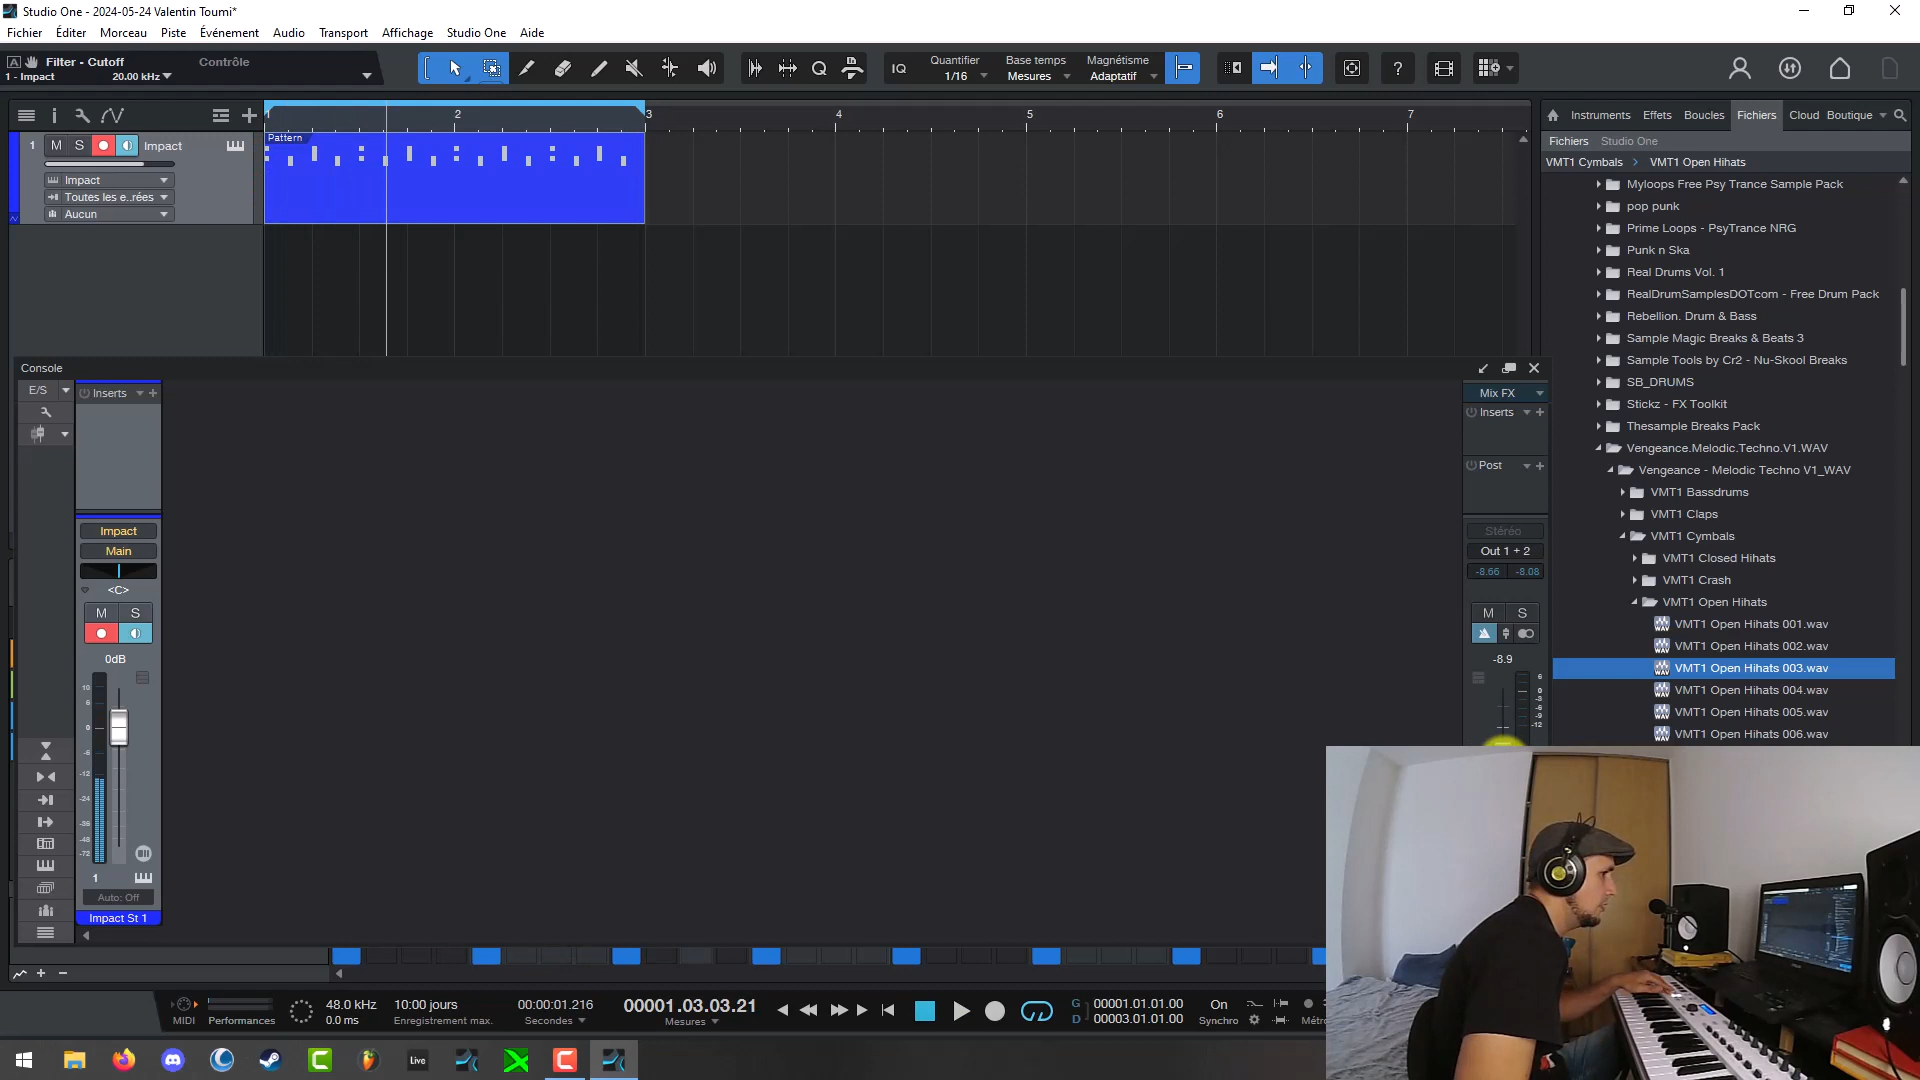 Studio One - 2024-05-24 Valentin Toumi*
Fichier Éditer Morceau Piste Événement Audio Transport Affichage Studio One Aide
Filter - Cutoff Contrôle
1 - Impact 20.00 kHz
IQ Quantifier 1/16 Base temps Mesures Magnétisme Adaptatif
Instruments Effets Boucles Fichiers Cloud Boutique
Fichiers Studio One
VMT1 Cymbals > VMT1 Open Hihats
1 2 3 4 5 6 7
Pattern
1 M S Impact
Impact
Toutes les e..rées
Aucun
Myloops Free Psy Trance Sample Pack
pop punk
Prime Loops - PsyTrance NRG
Punk n Ska
Real Drums Vol. 1
RealDrumSamplesDOTcom - Free Drum Pack
Rebellion. Drum & Bass
Sample Magic Breaks & Beats 3
Sample Tools by Cr2 - Nu-Skool Breaks
SB_DRUMS
Stickz - FX Toolkit
Thesample Breaks Pack
Vengeance.Melodic.Techno.V1.WAV
Vengeance - Melodic Techno V1_WAV
VMT1 Bassdrums
VMT1 Claps
VMT1 Cymbals
VMT1 Closed Hihats
VMT1 Crash
VMT1 Open Hihats
VMT1 Open Hihats 001.wav
VMT1 Open Hihats 002.wav
VMT1 Open Hihats 003.wav
VMT1 Open Hihats 004.wav
VMT1 Open Hihats 005.wav
VMT1 Open Hihats 006.wav
Console
E/S Inserts
Impact
Main
<C>
M S
0dB
1
Auto: Off
Impact St 1
Mix FX
Inserts
Post
Stéréo
Out 1 + 2
-8.66 -8.08
M S
-8.9
MIDI Performances
48.0 kHz
0.0 ms
10:00 jours
Enregistrement max.
00:00:01.216
Secondes
00001.03.03.21
Mesures
G 00001.01.01.00
D 00003.01.01.00
On
Synchro
Live